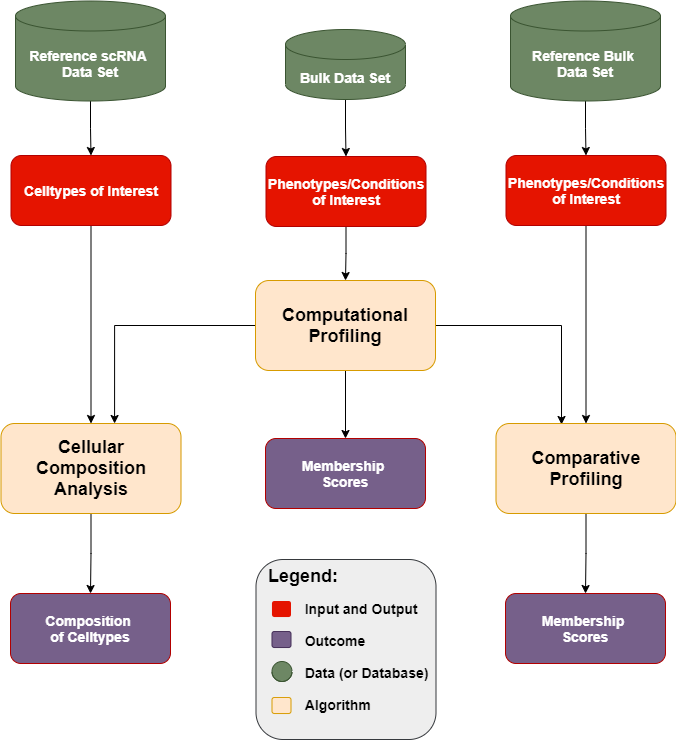 Reference scRNA
Data Set
Bulk Data Set
Reference Bulk
Data Set
Celltypes of Interest
Phenotypes/Conditions
of Interest
Phenotypes/Conditions
of Interest
Computational
Profiling
Cellular
Composition
Analysis
Membership
Scores
Comparative
Profiling
Composition
of Celltypes
Membership
Scores
Legend:
Input and Output
Outcome
Data (or Database)
Algorithm